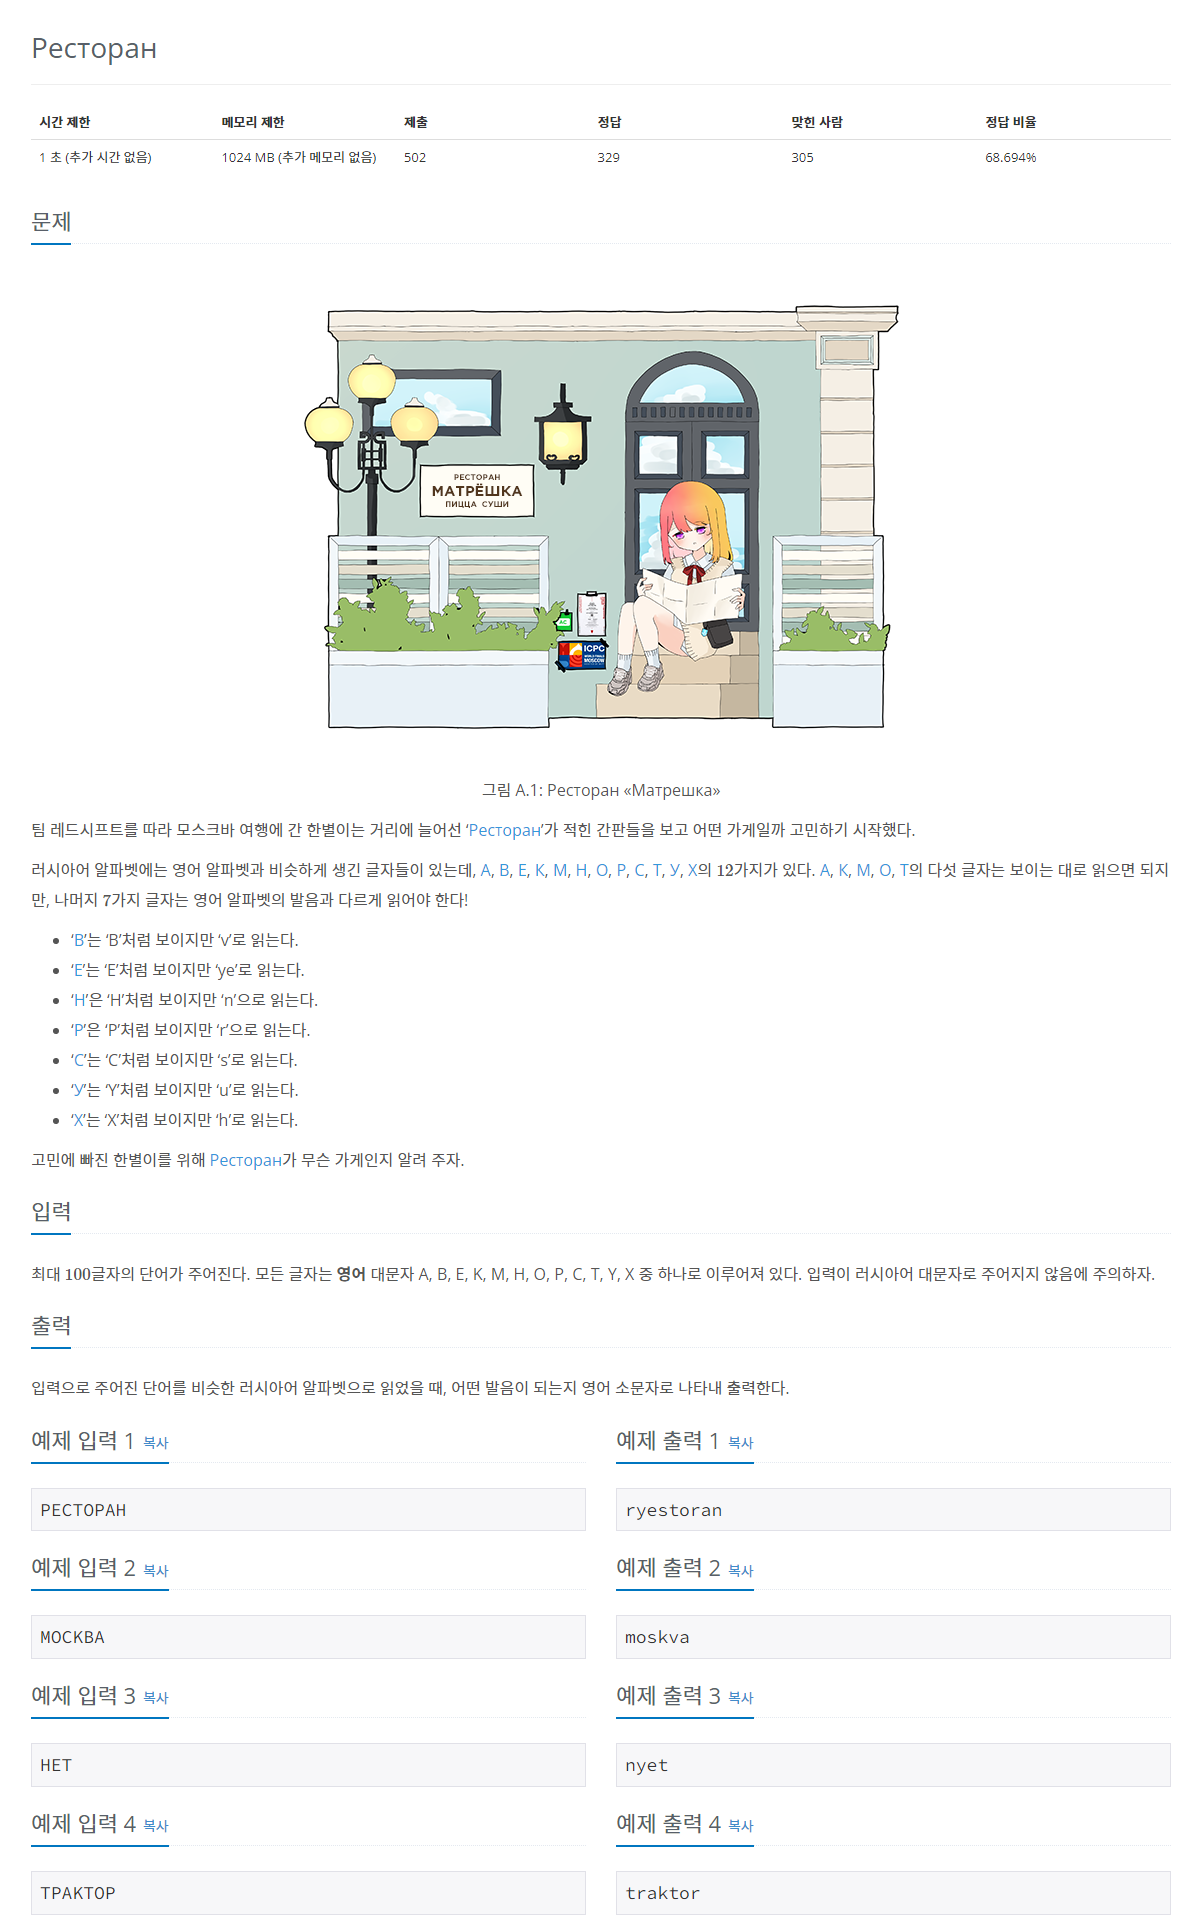 Ресторан
시간 제한 메모리 제한 제출 정답 맞힌 사람 정답 비율
1 초 (추가 시간 없음) 1024 MB (추가 메모리 없음) 502 329 305 68.694%
문제
РЕСТОРАН
МАТРЁШКА
ПИЦЦА СУШИ
AC
ICPC
WORLD FINALS
MOSCOW
그림 A.1: Ресторан «Матрешка»
팀 레드시프트를 따라 모스크바 여행에 간 한별이는 거리에 늘어선 ‘Ресторан’가 적힌 간판들을 보고 어떤 가게일까 고민하기 시작했다.
러시아어 알파벳에는 영어 알파벳과 비슷하게 생긴 글자들이 있는데, А, В, Е, К, М, Н, О, Р, С, Т, У, Х의 12가지가 있다. А, К, М, О, Т의 다섯 글자는 보이는 대로 읽으면 되지
만, 나머지 7가지 글자는 영어 알파벳의 발음과 다르게 읽어야 한다!
• ‘В’는 ‘B’처럼 보이지만 ‘v’로 읽는다.
• ‘Е’는 ‘E’처럼 보이지만 ‘ye’로 읽는다.
• ‘Н’은 ‘H’처럼 보이지만 ‘n’으로 읽는다.
• ‘Р’은 ‘P’처럼 보이지만 ‘r’으로 읽는다.
• ‘С’는 ‘C’처럼 보이지만 ‘s’로 읽는다.
• ‘У’는 ‘Y’처럼 보이지만 ‘u’로 읽는다.
• ‘Х’는 ‘X’처럼 보이지만 ‘h’로 읽는다.
고민에 빠진 한별이를 위해 Ресторан가 무슨 가게인지 알려 주자.
입력
최대 100글자의 단어가 주어진다. 모든 글자는 영어 대문자 A, B, E, K, M, H, O, P, C, T, Y, X 중 하나로 이루어져 있다. 입력이 러시아어 대문자로 주어지지 않음에 주의하자.
출력
입력으로 주어진 단어를 비슷한 러시아어 알파벳으로 읽었을 때, 어떤 발음이 되는지 영어 소문자로 나타내 출력한다.
예제 입력 1 복사 예제 출력 1 복사
PECTOPAH ryestoran
예제 입력 2 복사 예제 출력 2 복사
MOCKBA moskva
예제 입력 3 복사 예제 출력 3 복사
HET nyet
예제 입력 4 복사 예제 출력 4 복사
TPAKTOP traktor